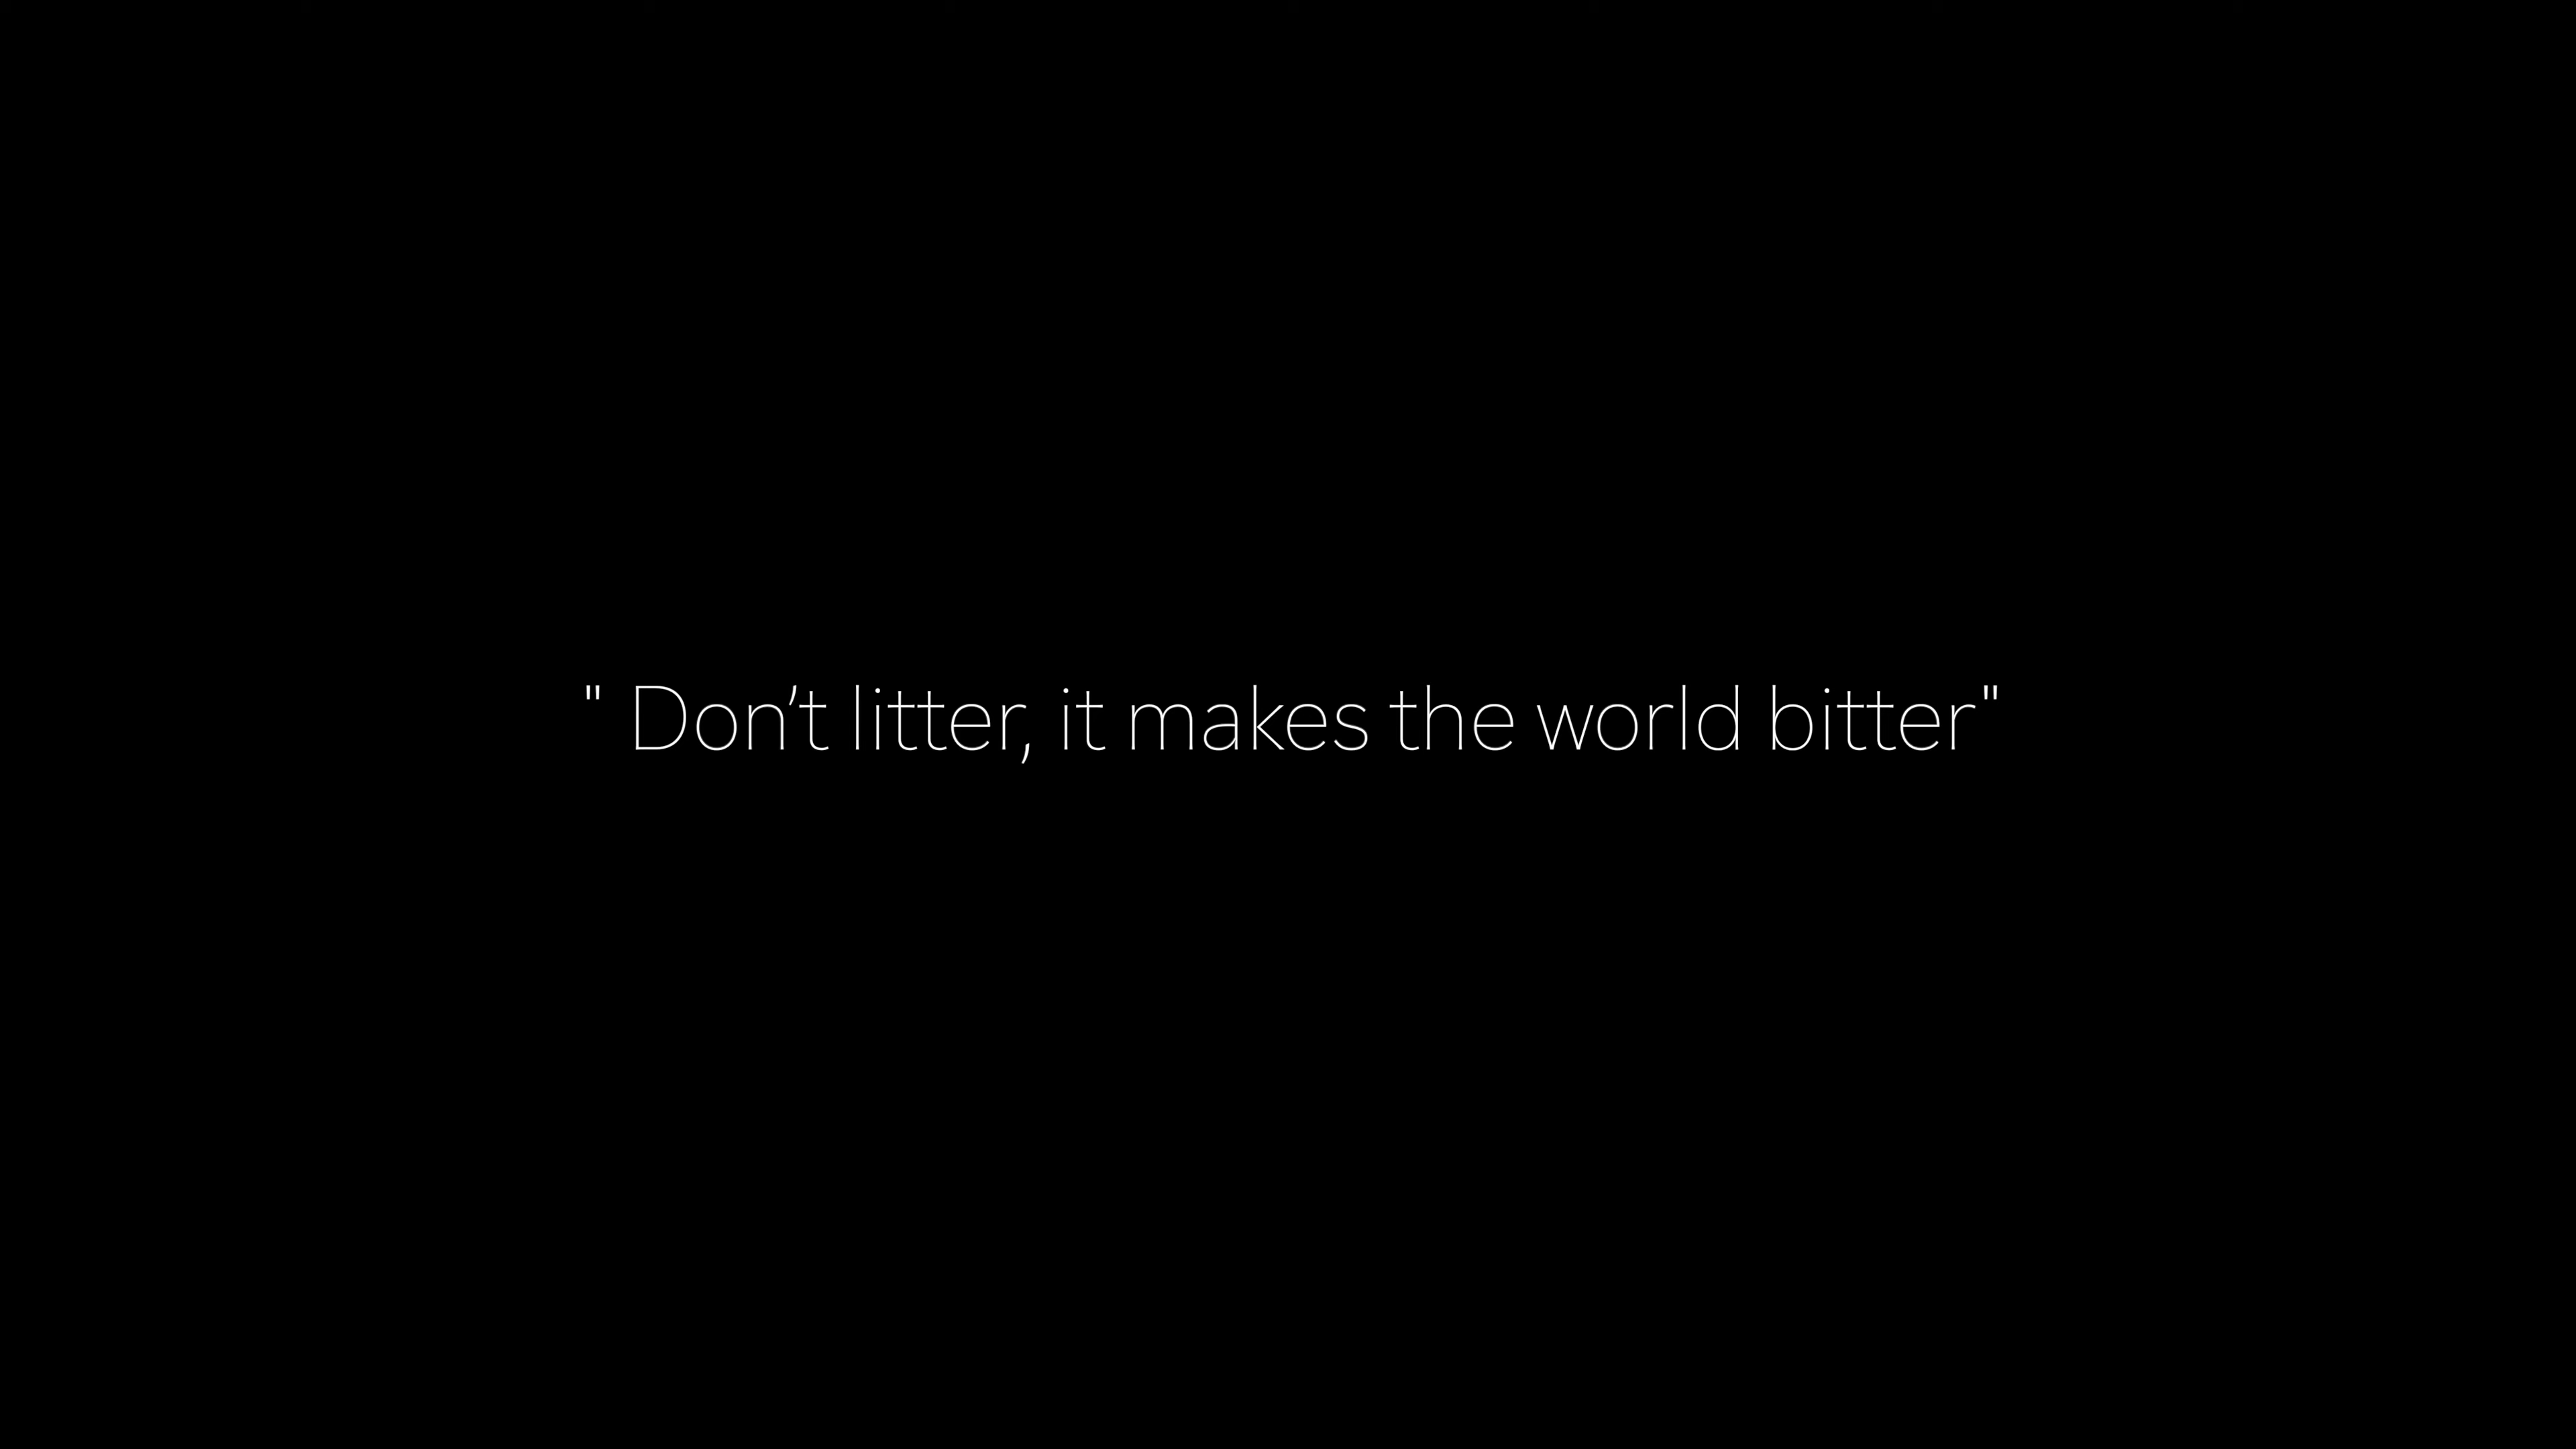 " Don’t litter, it makes the world bitter"